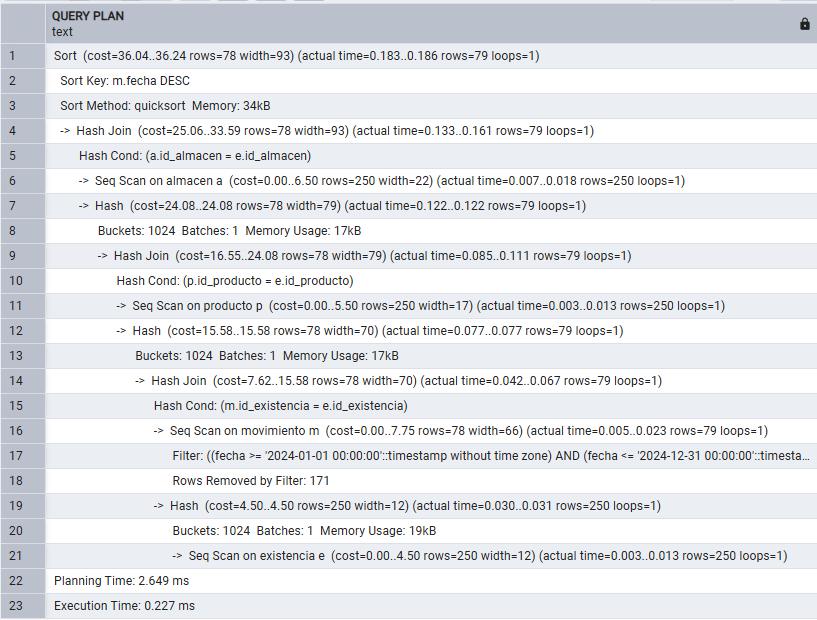 QUERY PLAN
text
1 Sort (cost=36.04..36.24 rows=78 width=93) (actual time=0.183..0.186 rows=79 loops=1)
2 Sort Key: m.fecha DESC
3 Sort Method: quicksort Memory: 34kB
4 -> Hash Join (cost=25.06..33.59 rows=78 width=93) (actual time=0.133..0.161 rows=79 loops=1)
5 Hash Cond: (a.id_almacen = e.id_almacen)
6 -> Seq Scan on almacen a (cost=0.00..6.50 rows=250 width=22) (actual time=0.007..0.018 rows=250 loops=1)
7 -> Hash (cost=24.08..24.08 rows=78 width=79) (actual time=0.122..0.122 rows=79 loops=1)
8 Buckets: 1024 Batches: 1 Memory Usage: 17kB
9 -> Hash Join (cost=16.55..24.08 rows=78 width=79) (actual time=0.085..0.111 rows=79 loops=1)
10 Hash Cond: (p.id_producto = e.id_producto)
11 -> Seq Scan on producto p (cost=0.00..5.50 rows=250 width=17) (actual time=0.003..0.013 rows=250 loops=1)
12 -> Hash (cost=15.58..15.58 rows=78 width=70) (actual time=0.077..0.077 rows=79 loops=1)
13 Buckets: 1024 Batches: 1 Memory Usage: 17kB
14 -> Hash Join (cost=7.62..15.58 rows=78 width=70) (actual time=0.042..0.067 rows=79 loops=1)
15 Hash Cond: (m.id_existencia = e.id_existencia)
16 -> Seq Scan on movimiento m (cost=0.00..7.75 rows=78 width=66) (actual time=0.005..0.023 rows=79 loops=1)
17 Filter: ((fecha >= '2024-01-01 00:00:00'::timestamp without time zone) AND (fecha <= '2024-12-31 00:00:00'::timesta...
18 Rows Removed by Filter: 171
19 -> Hash (cost=4.50..4.50 rows=250 width=12) (actual time=0.030..0.031 rows=250 loops=1)
20 Buckets: 1024 Batches: 1 Memory Usage: 19kB
21 -> Seq Scan on existencia e (cost=0.00..4.50 rows=250 width=12) (actual time=0.003..0.013 rows=250 loops=1)
22 Planning Time: 2.649 ms
23 Execution Time: 0.227 ms